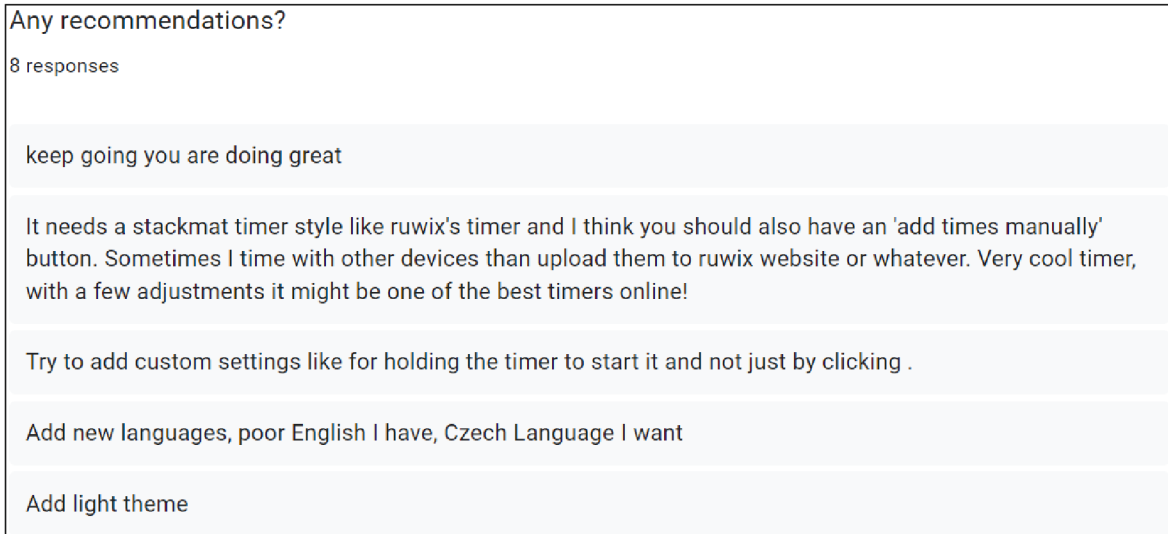 Any recommendations?
8 responses
keep going you are doing great
It needs a stackmat timer style like ruwix's timer and I think you should also have an 'add times manually'
button. Sometimes I time with other devices than upload them to ruwix website or whatever. Very cool timer,
with a few adjustments it might be one of the best timers online!
Try to add custom settings like for holding the timer to start it and not just by clicking .
Add new languages, poor English I have, Czech Language I want
Add light theme